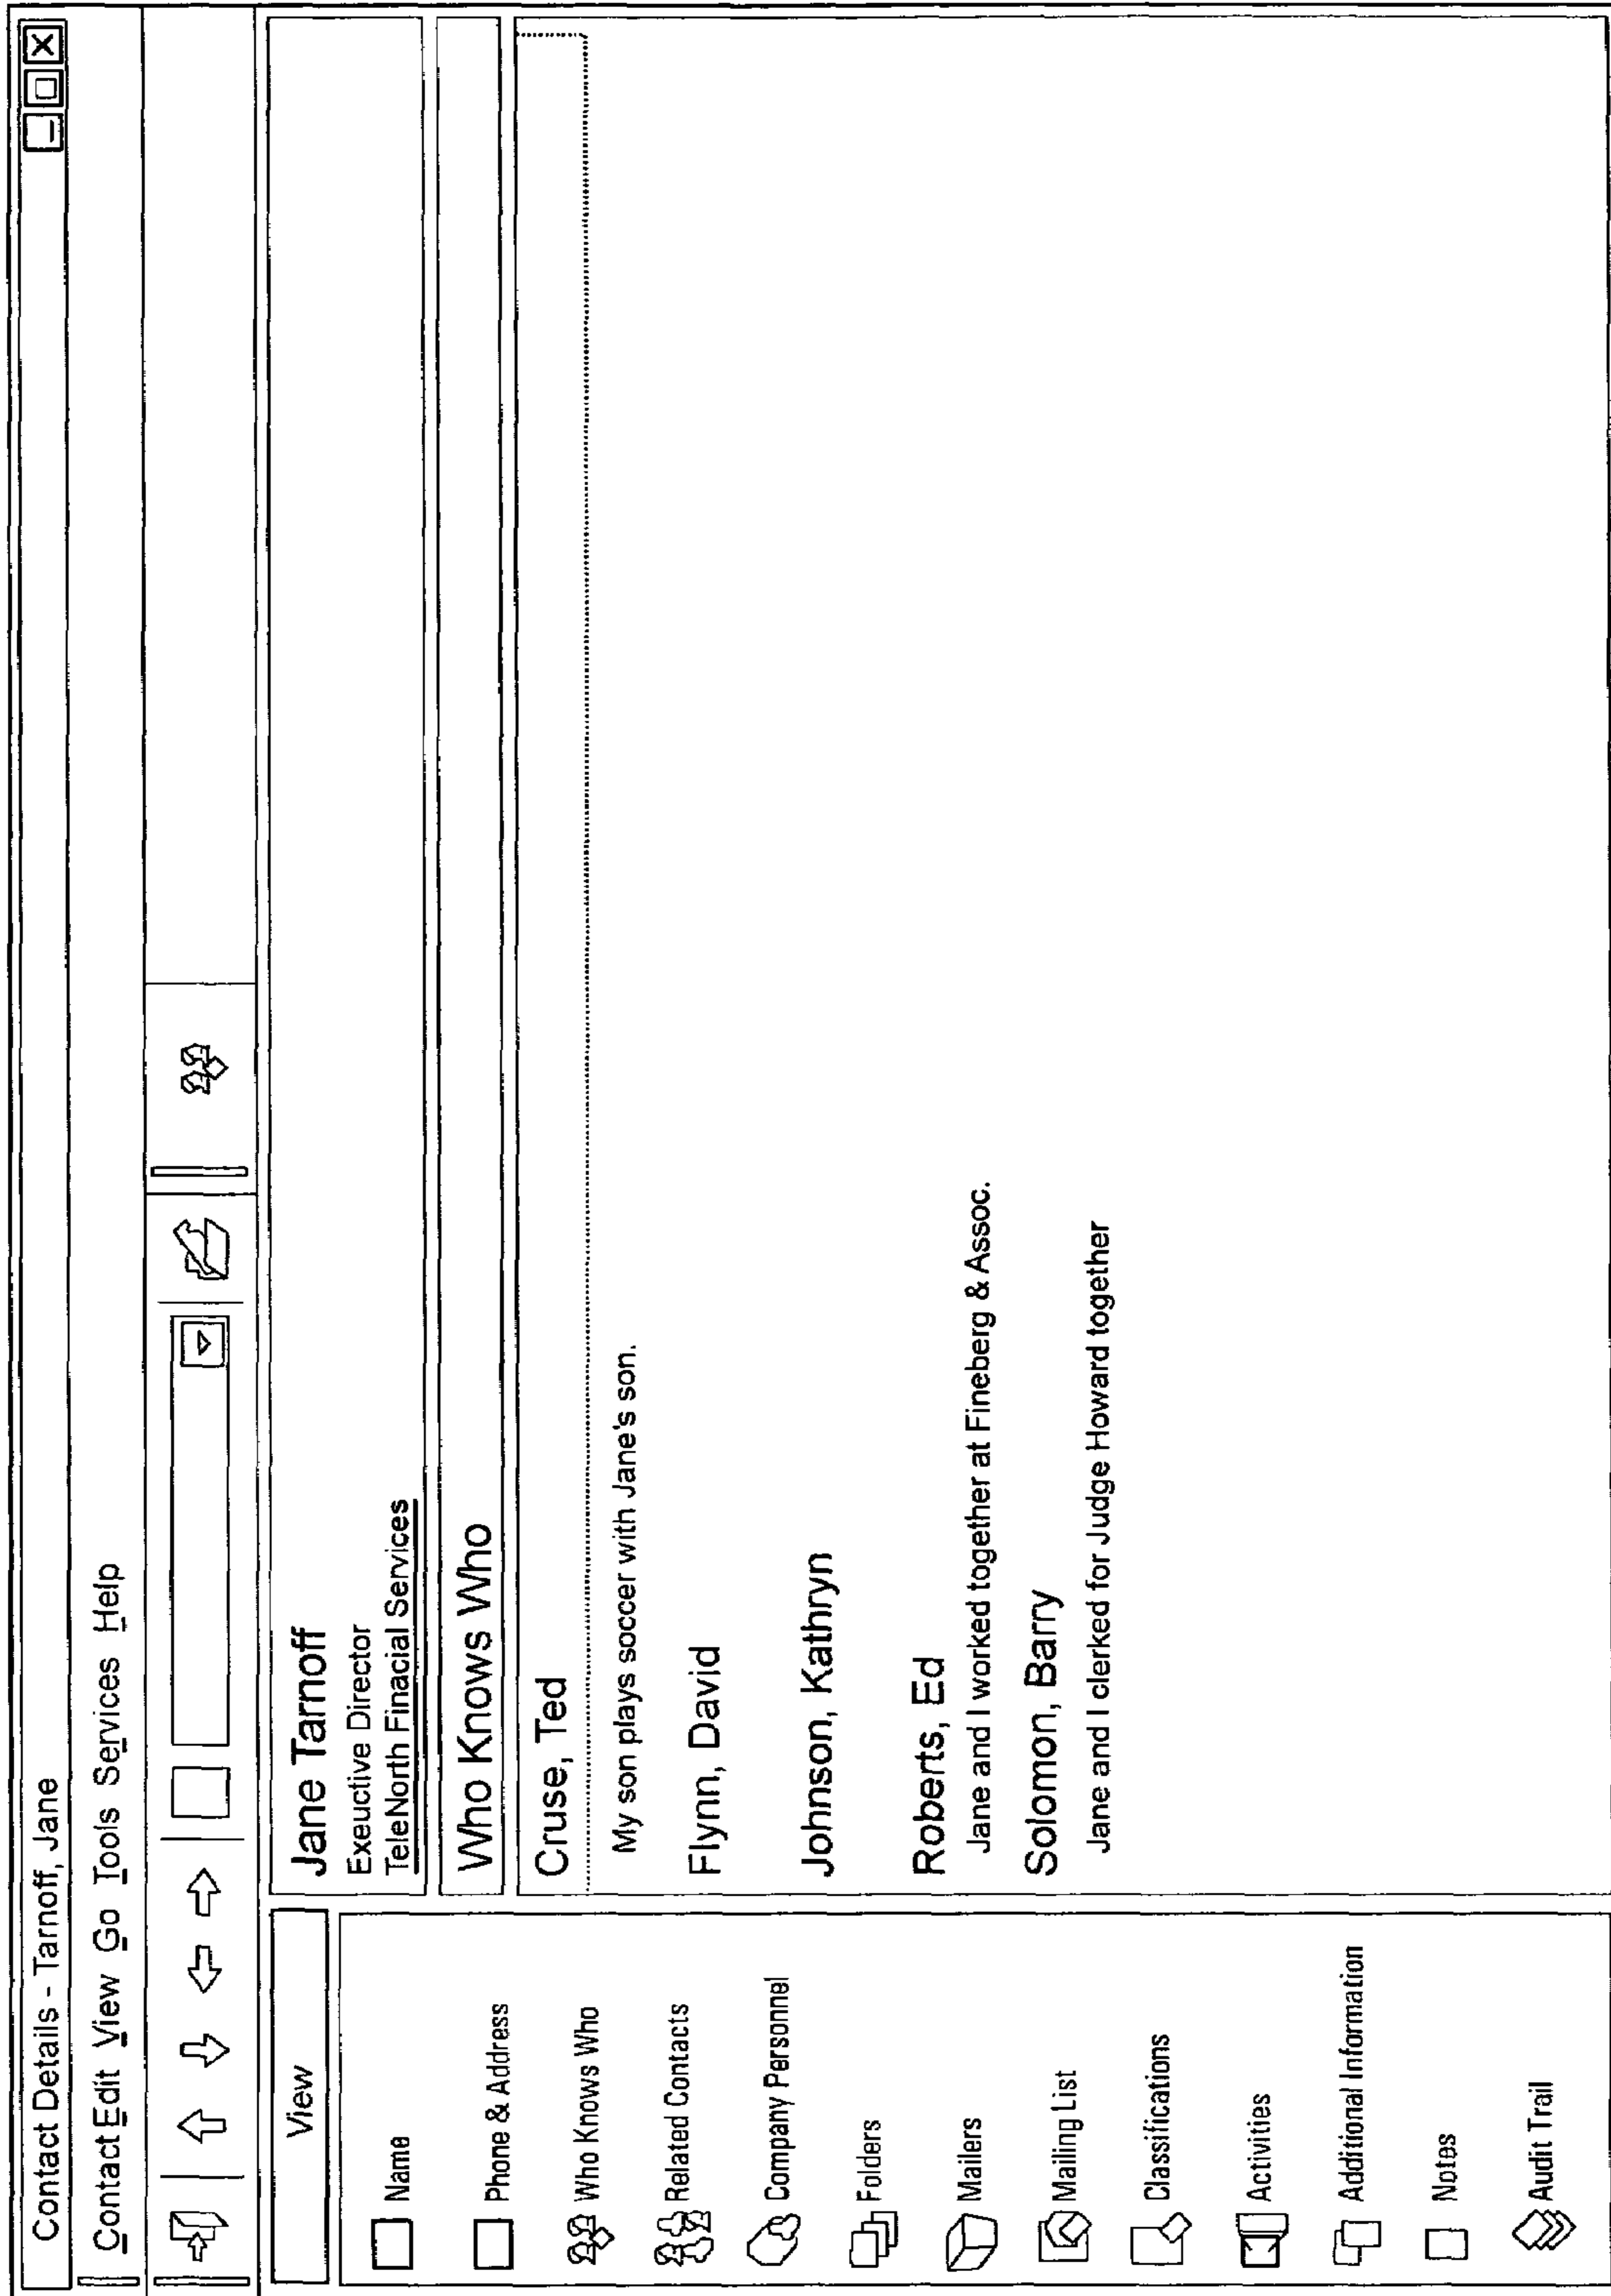 Contact Details - Tarnoff, Jane
Contact Edit View Go Tools Services Help
View
Name
Phone & Address
Who Knows Who
Related Contacts
Company Personnel
Folders
Mailers
Mailing List
Classifications
Activities
Additional Information
Notes
Audit Trail
Jane Tarnoff
Exeuctive Director
TeleNorth Finacial Services
Who Knows Who
Cruse, Ted
My son plays soccer with Jane's son.
Flynn, David
Johnson, Kathryn
Roberts, Ed
Jane and I worked together at Fineberg & Assoc.
Solomon, Barry
Jane and I clerked for Judge Howard together